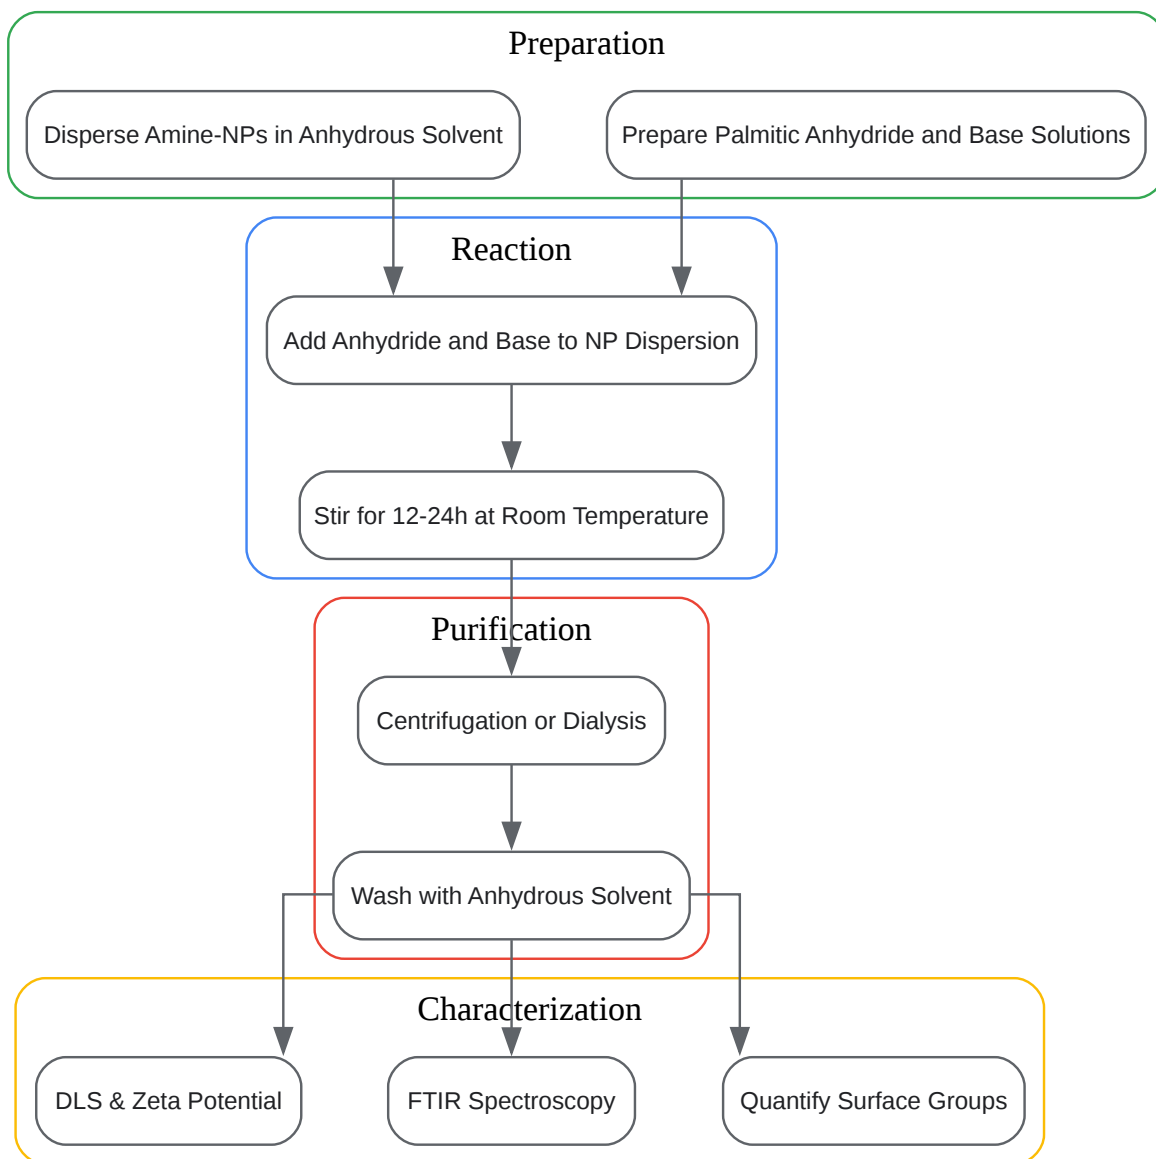 Preparation
Disperse Amine-NPs in Anhydrous Solvent
Prepare Palmitic Anhydride and Base Solutions
Reaction
Add Anhydride and Base to NP Dispersion
Stir for 12-24h at Room Temperature
Purification
Centrifugation or Dialysis
Wash with Anhydrous Solvent
Characterization
DLS & Zeta Potential
FTIR Spectroscopy
Quantify Surface Groups